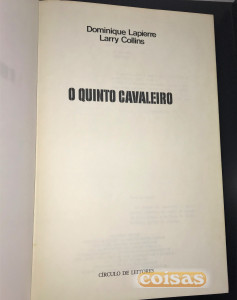 Dominique Lapierre
Larry Collins
O QUINTO CAVALEIRO
CÍRCULO DE LEITORES
coisas